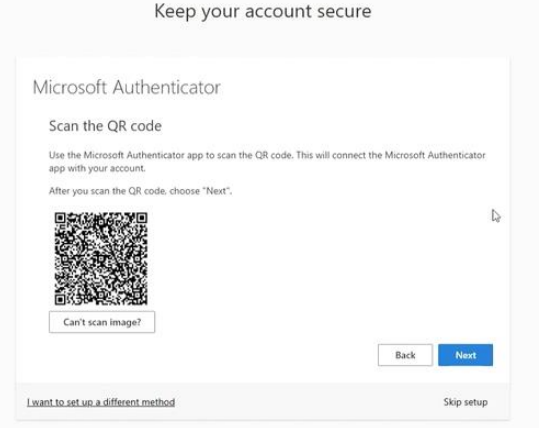 Keep your account secure
Microsoft Authenticator
Scan the QR code
Use the Microsoft Authenticator app to scan the QR code. This will connect the Microsoft Authenticator
app with your account.
After you scan the QR code, choose "Next".
Can't scan image?
Back Next
I want to set up a different method Skip setup